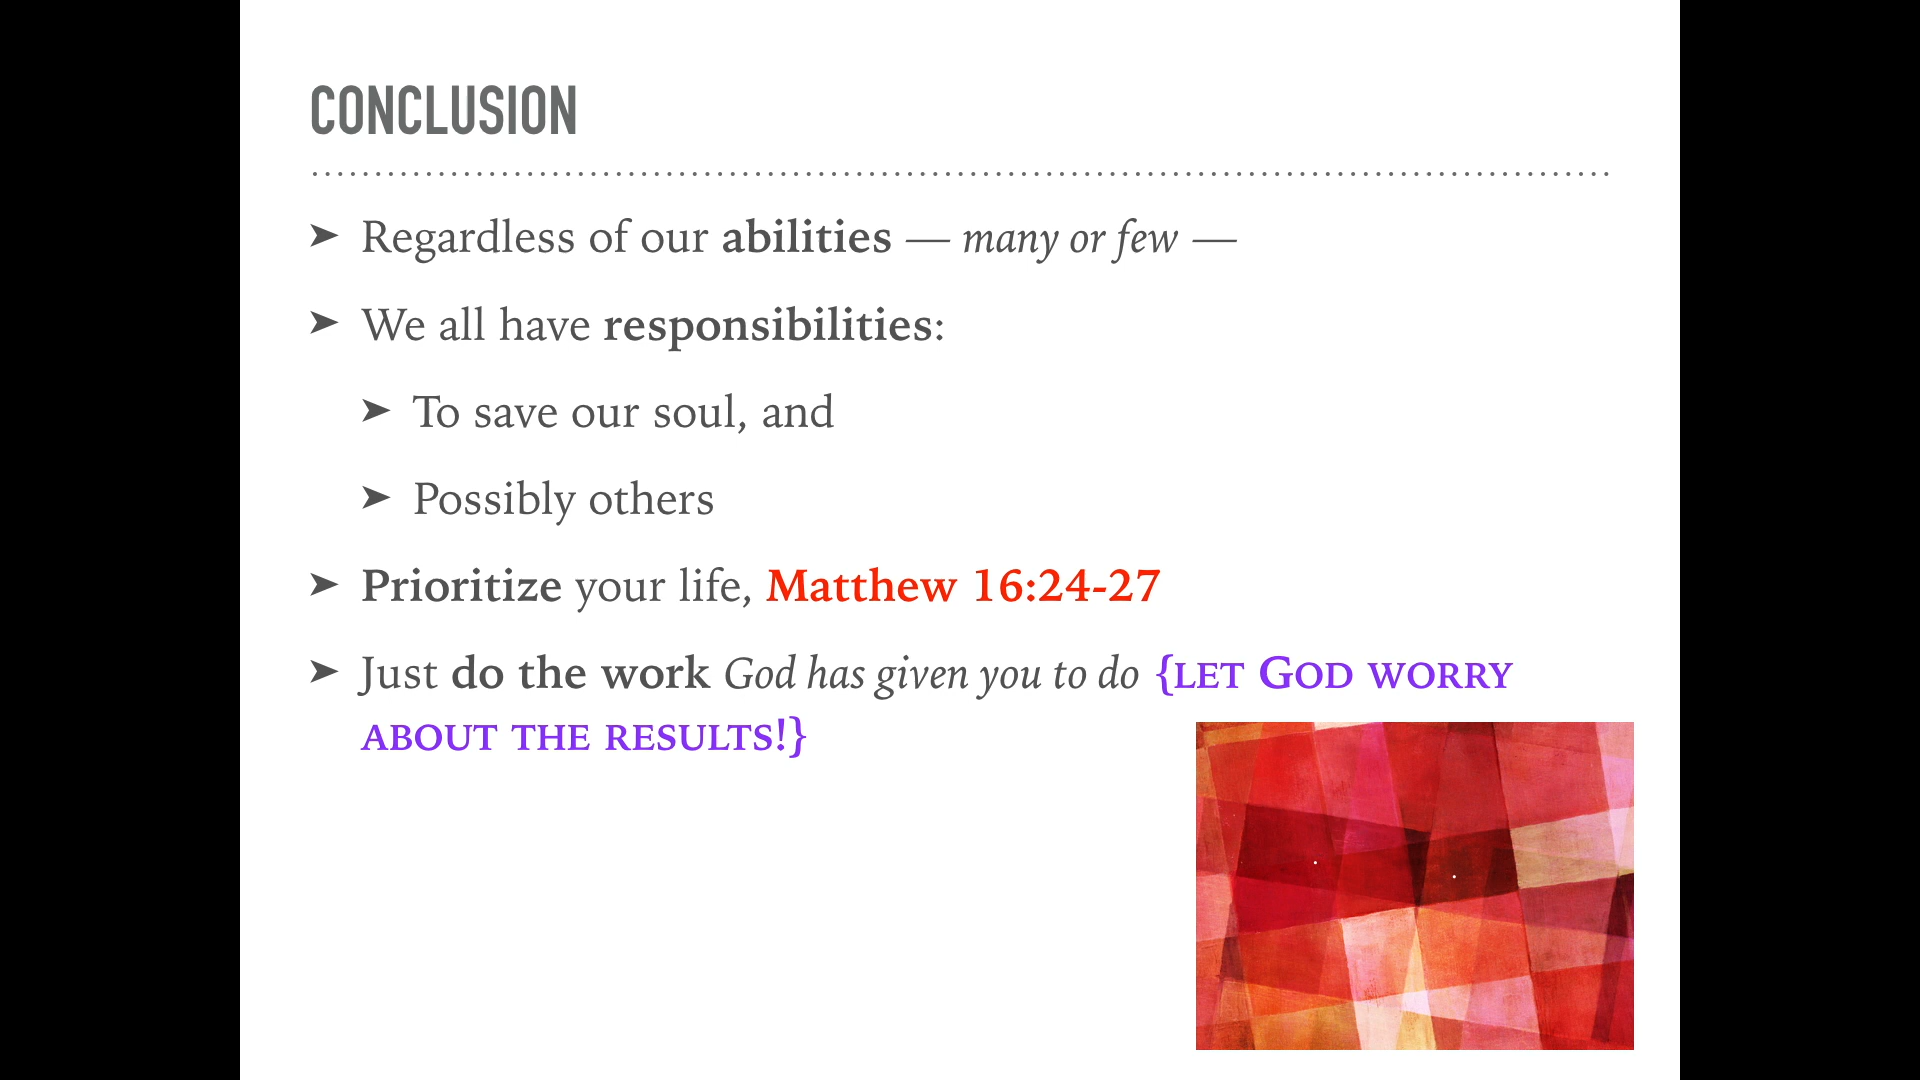 CONCLUSION
➤ Regardless of our abilities — many or few —
➤ We all have responsibilities:
➤ To save our soul, and
➤ Possibly others
➤ Prioritize your life, Matthew 16:24-27
➤ Just do the work God has given you to do {LET GOD WORRY
ABOUT THE RESULTS!}